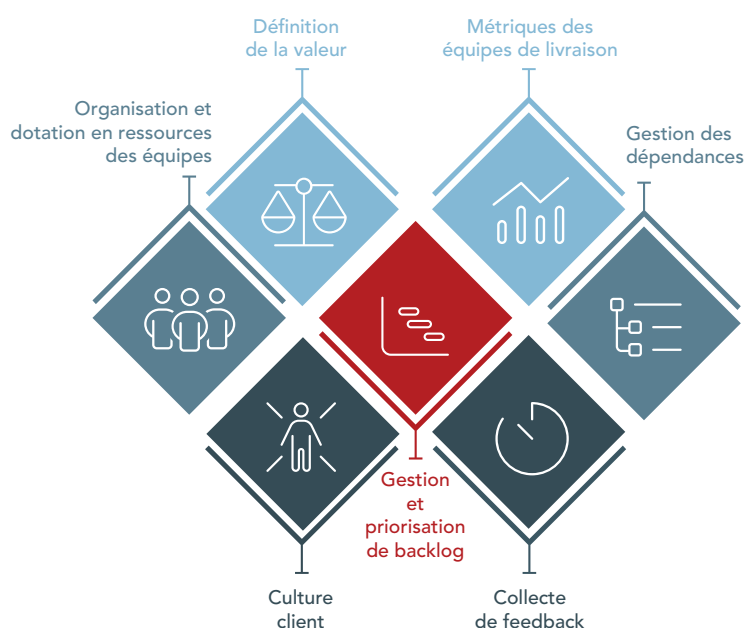 Définition
de la valeur
Métriques des
équipes de livraison
Organisation et
dotation en ressources
des équipes
Gestion des
dépendances
Gestion
et
priorisation
de backlog
Culture
client
Collecte
de feedback